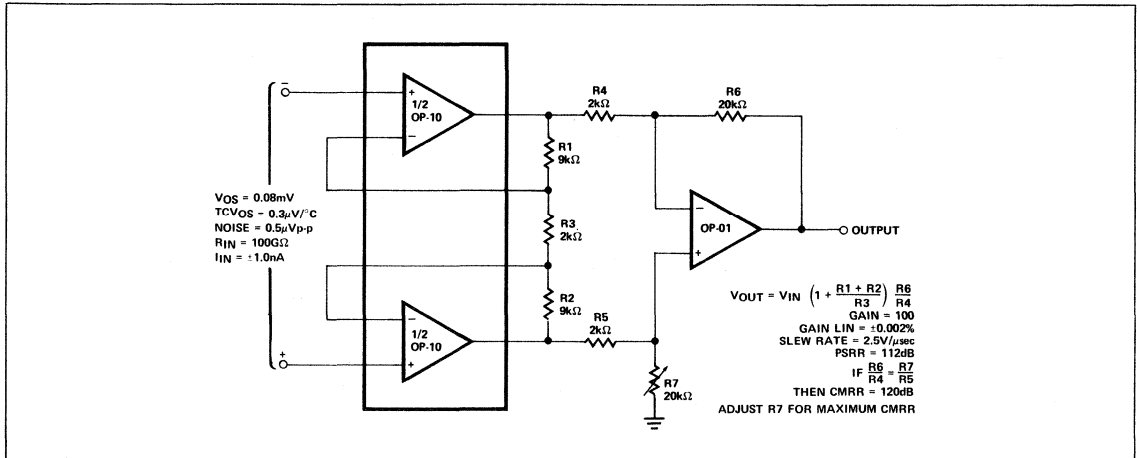 −
+
1/2
OP-10
−
R1
9kΩ
R3
2kΩ
R2
9kΩ
−
1/2
OP-10
+
+
VOS = 0.08mV
TCVOS − 0.3μV/°C
NOISE = 0.5μVp-p
RIN = 100GΩ
IIN = ±1.0nA
R4
2kΩ
R6
20kΩ
R5
2kΩ
R7
20kΩ
−
OP-01
+
OUTPUT
VOUT = VIN (1 + R1 + R2 / R3) R6 / R4
GAIN = 100
GAIN LIN = ±0.002%
SLEW RATE = 2.5V/μsec
PSRR = 112dB
IF R6 / R4 = R7 / R5
THEN CMRR = 120dB
ADJUST R7 FOR MAXIMUM CMRR